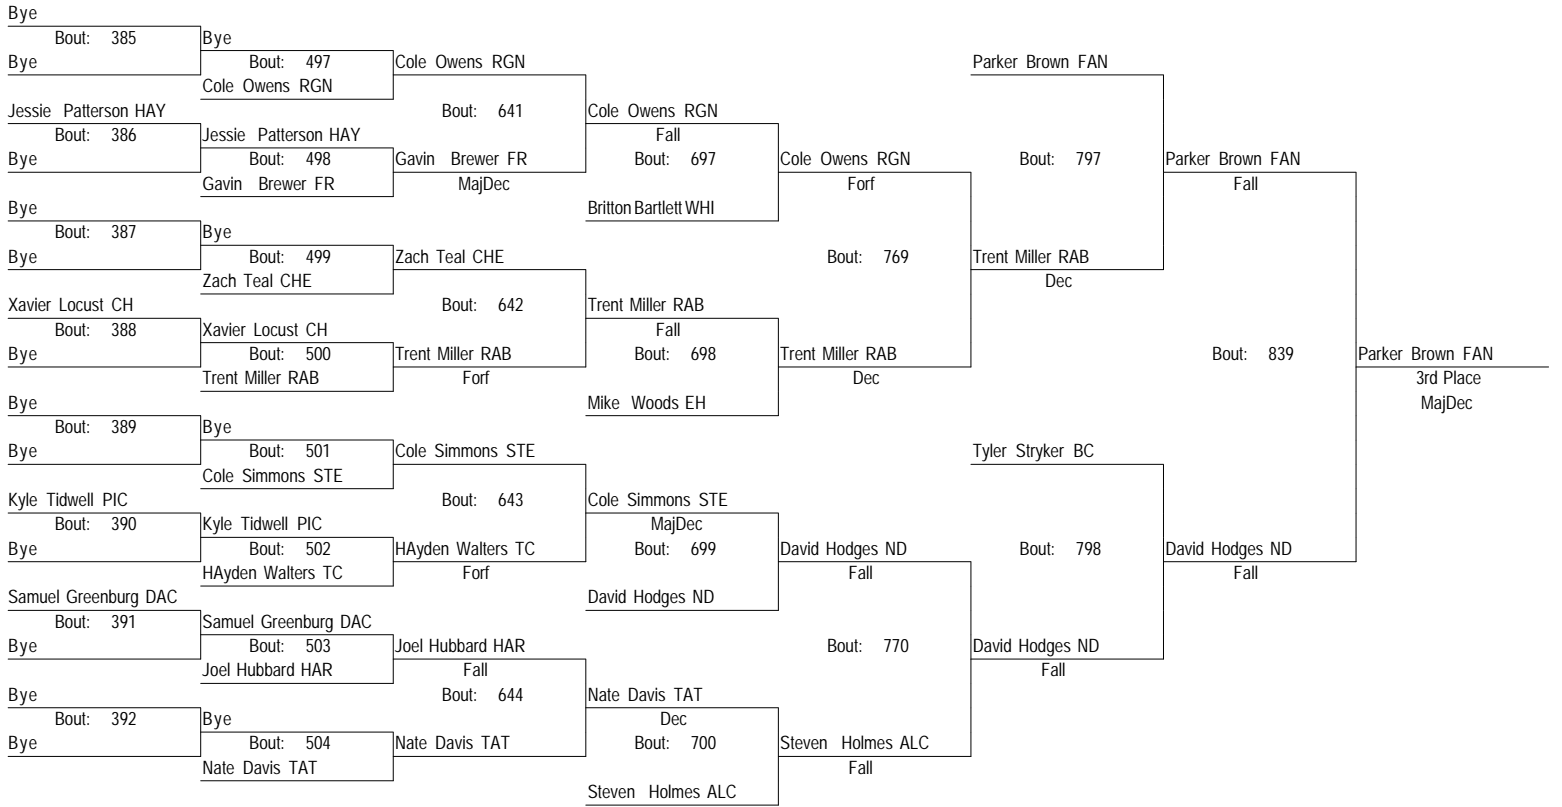 Bye
Bout: 385 Bye
Bye Bout: 497 Cole Owens RGN Parker Brown FAN
Cole Owens RGN
Jessie Patterson HAY Bout: 641 Cole Owens RGN
Bout: 386 Jessie Patterson HAY Fall
Bye Bout: 498 Gavin Brewer FR Bout: 697 Cole Owens RGN Bout: 797 Parker Brown FAN
Gavin Brewer FR MajDec Forf Fall
Bye Britton Bartlett WHI
Bout: 387 Bye
Bye Bout: 499 Zach Teal CHE Bout: 769 Trent Miller RAB
Zach Teal CHE Dec
Xavier Locust CH Bout: 642 Trent Miller RAB
Bout: 388 Xavier Locust CH Fall
Bye Bout: 500 Trent Miller RAB Bout: 698 Trent Miller RAB Bout: 839 Parker Brown FAN
Trent Miller RAB Forf Dec 3rd Place
Bye Mike Woods EH MajDec
Bout: 389 Bye
Bye Bout: 501 Cole Simmons STE Tyler Stryker BC
Cole Simmons STE
Kyle Tidwell PIC Bout: 643 Cole Simmons STE
Bout: 390 Kyle Tidwell PIC MajDec
Bye Bout: 502 HAyden Walters TC Bout: 699 David Hodges ND Bout: 798 David Hodges ND
HAyden Walters TC Forf Fall Fall
Samuel Greenburg DAC David Hodges ND
Bout: 391 Samuel Greenburg DAC
Bye Bout: 503 Joel Hubbard HAR Bout: 770 David Hodges ND
Joel Hubbard HAR Fall Fall
Bye Bout: 644 Nate Davis TAT
Bout: 392 Bye Dec
Bye Bout: 504 Nate Davis TAT Bout: 700 Steven Holmes ALC
Nate Davis TAT Fall
Steven Holmes ALC